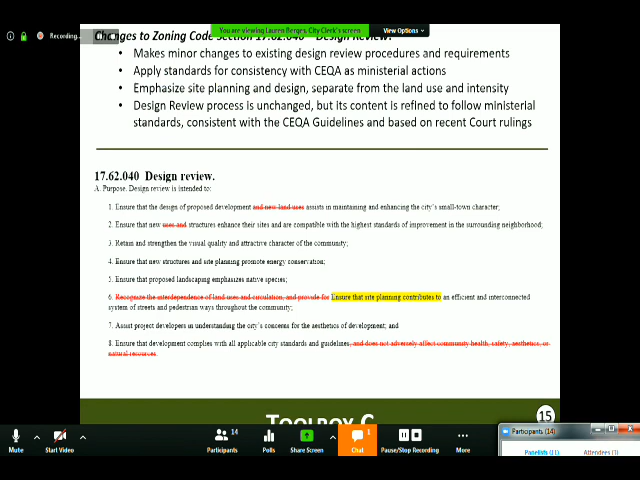 Recording...
You are viewing Lauren Berges, City Clerk's screen
View Options
Changes to Zoning Code Section 17.62.040 – Design Review:
• Makes minor changes to existing design review procedures and requirements
• Apply standards for consistency with CEQA as ministerial actions
• Emphasize site planning and design, separate from the land use and intensity
• Design Review process is unchanged, but its content is refined to follow ministerial
standards, consistent with the CEQA Guidelines and based on recent Court rulings
17.62.040 Design review.
A. Purpose. Design review is intended to:
1. Ensure that the design of proposed development and new land uses assists in maintaining and enhancing the city's small-town character;
2. Ensure that new uses and structures enhance their sites and are compatible with the highest standards of improvement in the surrounding neighborhood;
3. Retain and strengthen the visual quality and attractive character of the community;
4. Ensure that new structures and site planning promote energy conservation;
5. Ensure that proposed landscaping emphasizes native species;
6. Recognize the interdependence of land uses and circulation, and provide for Ensure that site planning contributes to an efficient and interconnected
system of streets and pedestrian ways throughout the community;
7. Assist project developers in understanding the city's concerns for the aesthetics of development; and
8. Ensure that development complies with all applicable city standards and guidelines, and does not adversely affect community health, safety, aesthetics, or
natural resources.
Toolbox C
15
Mute
Start Video
14
Participants
Polls
Share Screen
1
Chat
Pause/Stop Recording
More
Participants (14)
Panelists (11)
Attendees (3)